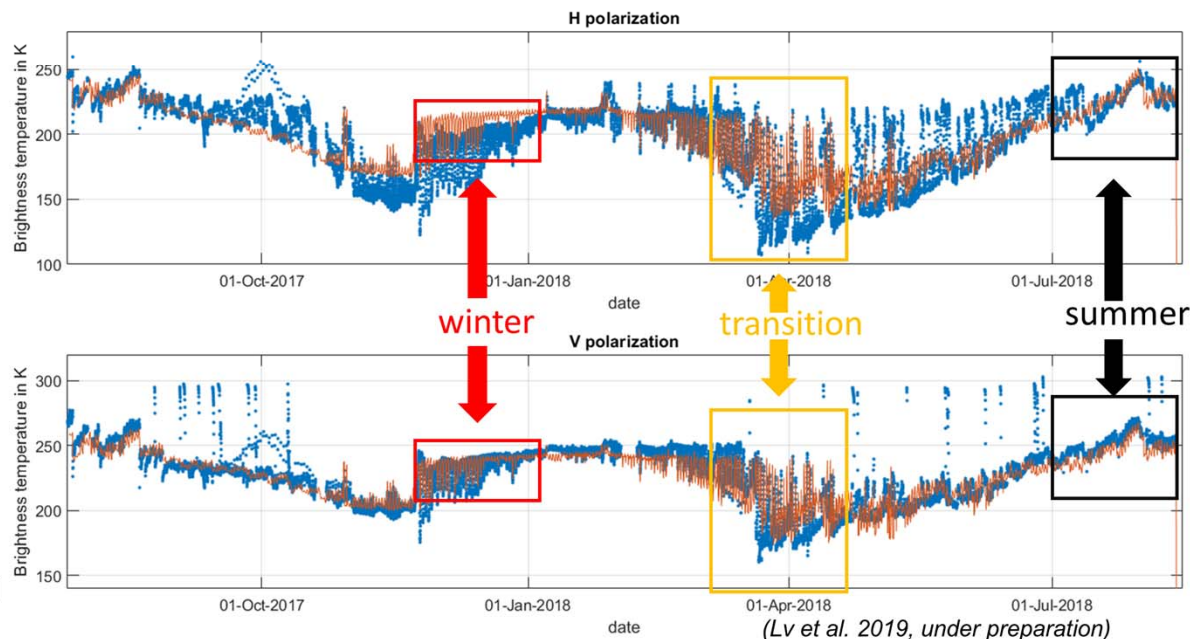 H polarization
Brightness temperature in K
250
200
150
100
01-Oct-2017
01-Jan-2018
01-Apr-2018
01-Jul-2018
date
winter
transition
summer
V polarization
Brightness temperature in K
300
250
200
150
01-Oct-2017
01-Jan-2018
01-Apr-2018
01-Jul-2018
date
(Lv et al. 2019, under preparation)